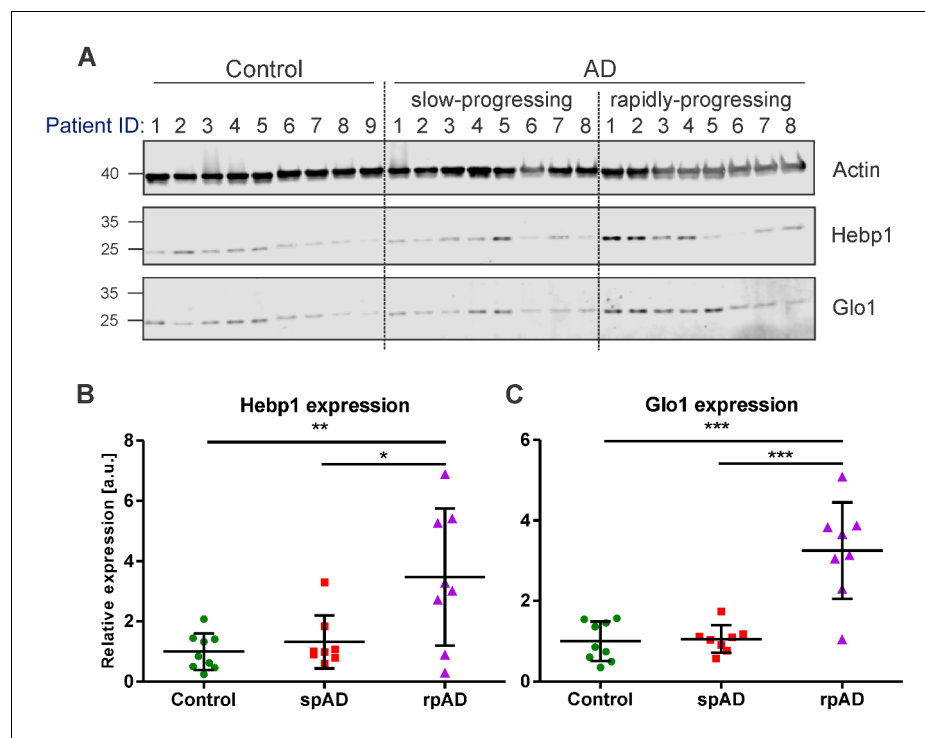 A
Control AD
slow-progressing rapidly-progressing
Patient ID: 1 2 3 4 5 6 7 8 9 1 2 3 4 5 6 7 8 1 2 3 4 5 6 7 8
40 Actin
35
25 Hebp1
35
25 Glo1
B
Hebp1 expression
**
*
8
6
4
2
0
Relative expression [a.u.]
Control spAD rpAD
C
Glo1 expression
***
***
6
4
2
0
Control spAD rpAD